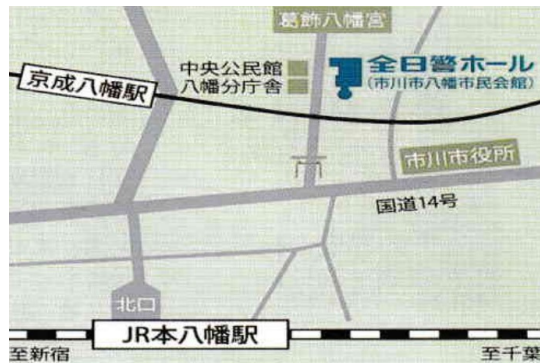 葛飾八幡宮
中央公民館
八幡分庁舎
全日警ホール
(市川市八幡市民会館)
京成八幡駅
市川市役所
国道14号
北口
JR本八幡駅
至新宿
至千葉